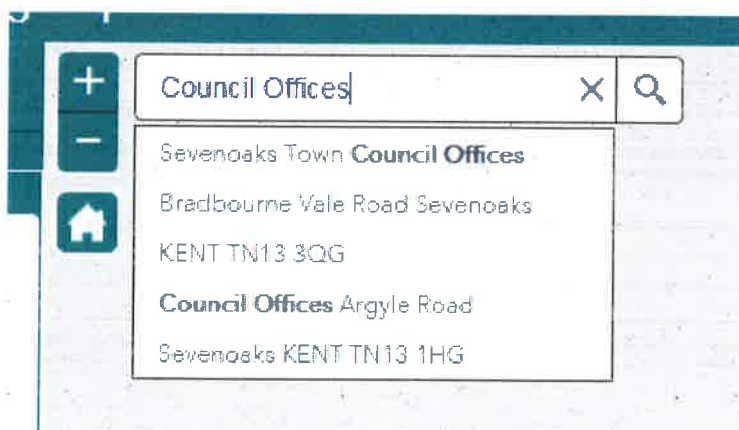 Council Offices
Sevenoaks Town Council Offices
Bradbourne Vale Road Sevenoaks
KENT TN13 3QG
Council Offices Argyle Road
Sevenoaks KENT TN13 1HG